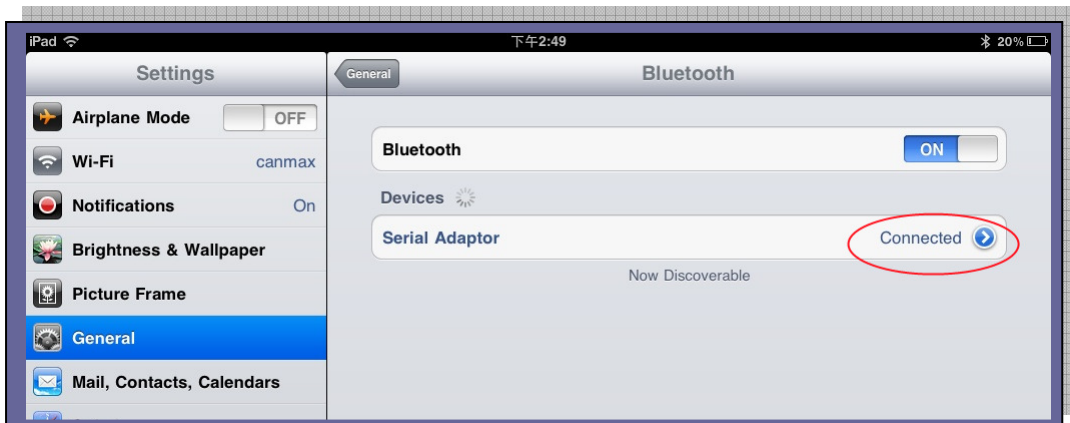 iPad 下午2:49 20%
Settings
General
Bluetooth
Airplane Mode OFF
Wi-Fi canmax
Notifications On
Brightness & Wallpaper
Picture Frame
General
Mail, Contacts, Calendars
Bluetooth ON
Devices
Serial Adaptor Connected
Now Discoverable